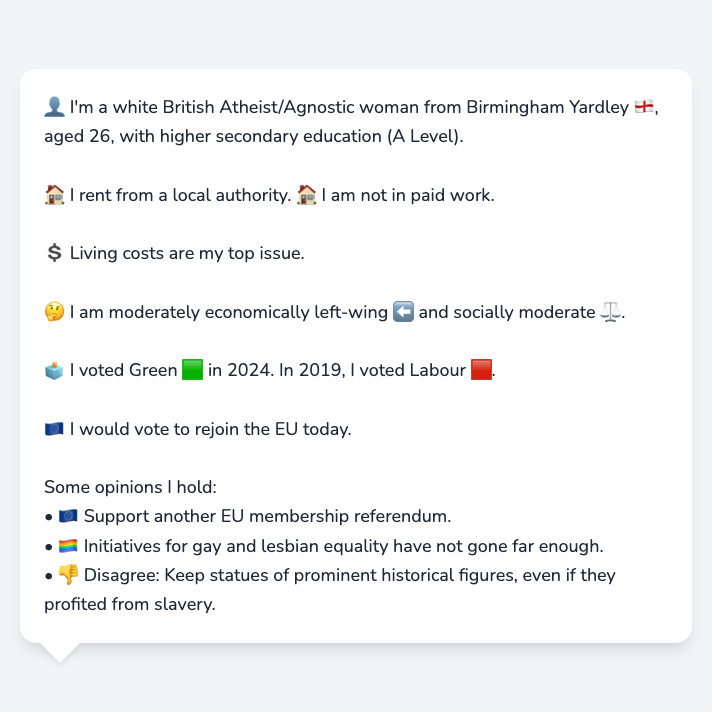 👤 I'm a white British Atheist/Agnostic woman from Birmingham Yardley 🏴󠁧󠁢󠁥󠁮󠁧󠁿,
aged 26, with higher secondary education (A Level).
🏠 I rent from a local authority. 🏠 I am not in paid work.
💲 Living costs are my top issue.
🤔 I am moderately economically left-wing ⬅️ and socially moderate ⚖️.
🗳️ I voted Green 🟩 in 2024. In 2019, I voted Labour 🟥.
🇪🇺 I would vote to rejoin the EU today.
Some opinions I hold:
• 🇪🇺 Support another EU membership referendum.
• 🏳️‍🌈 Initiatives for gay and lesbian equality have not gone far enough.
• 👎 Disagree: Keep statues of prominent historical figures, even if they
profited from slavery.